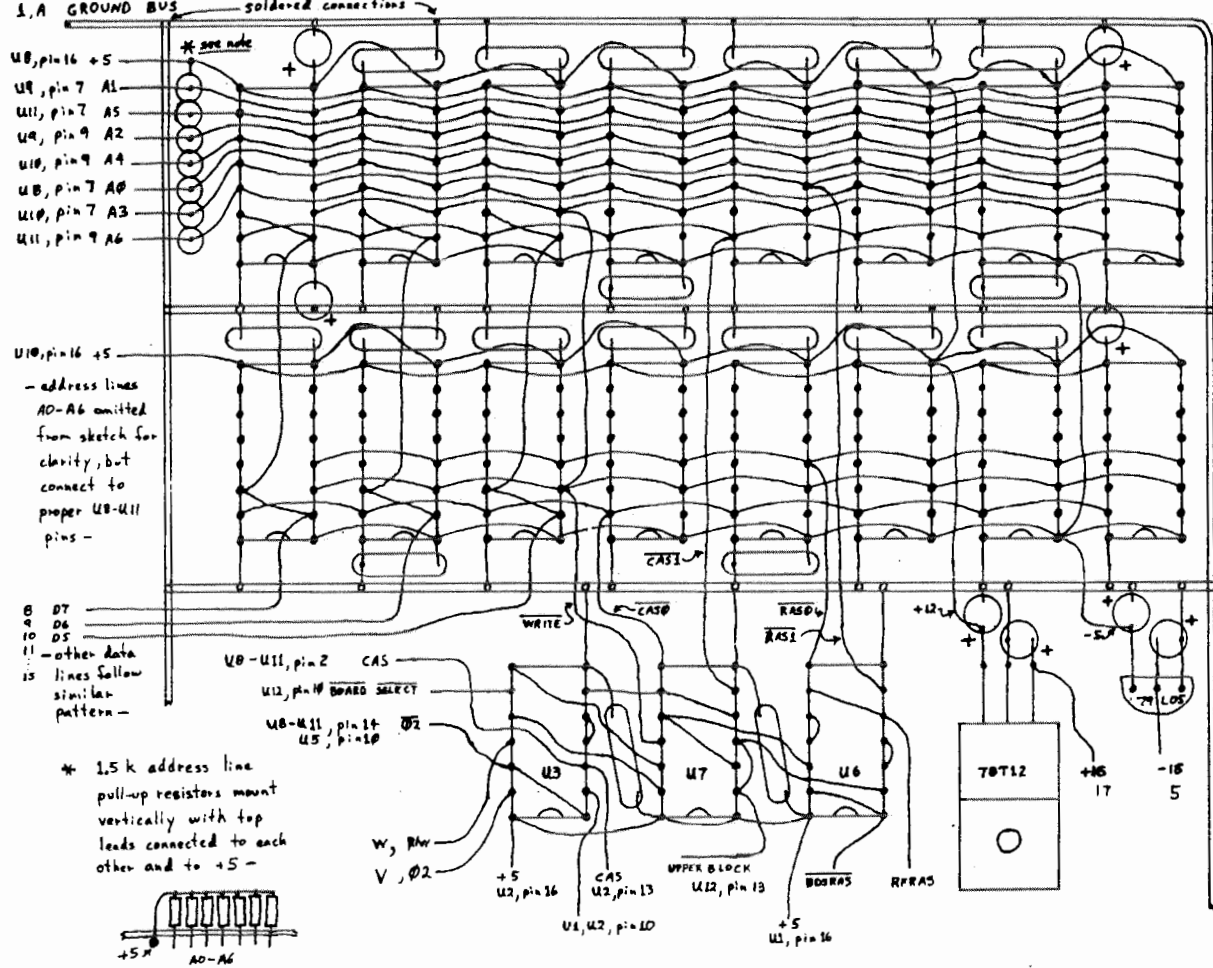 1,A GROUND BUS
soldered connections
* see note
U8, pin 16 +5
U9, pin 7 A1
U11, pin 7 A5
U9, pin 9 A2
U10, pin 9 A4
U8, pin 7 A0
U10, pin 7 A3
U11, pin 9 A6
+
+
+
+
U10, pin 16 +5
- address lines
A0-A6 omitted
from sketch for
clarity, but
connect to
proper U8-U11
pins -
CAS1
8 D7
9 D6
10 D5
11 - other data
lines follow
similar
pattern -
WRITE
CAS0
RAS1
+12
-5
+
+
+
+
79L05
U8-U11, pin 2 CAS
U12, pin 10 BOARD SELECT
U8-U11, pin 14 Ø2
U5, pin 10
U3
U7
U6
78T12
17
5
* 1.5 k address line
pull-up resistors mount
vertically with top
leads connected to each
other and to +5 -
W, R/W
V, Ø2
+5
U2, pin 16
CAS
U2, pin 13
U1, U2, pin 10
UPPER BLOCK
U12, pin 13
+5
U1, pin 16
BDSRAS
RFRAS
+5
A0-A6